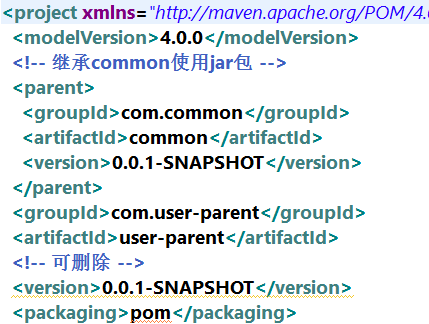 <project xmlns="http://maven.apache.org/POM/4.
<modelVersion>4.0.0</modelVersion>
<!-- 继承common使用jar包 -->
<parent>
<groupId>com.common</groupId>
<artifactId>common</artifactId>
<version>0.0.1-SNAPSHOT</version>
</parent>
<groupId>com.user-parent</groupId>
<artifactId>user-parent</artifactId>
<!-- 可删除 -->
<version>0.0.1-SNAPSHOT</version>
<packaging>pom</packaging>